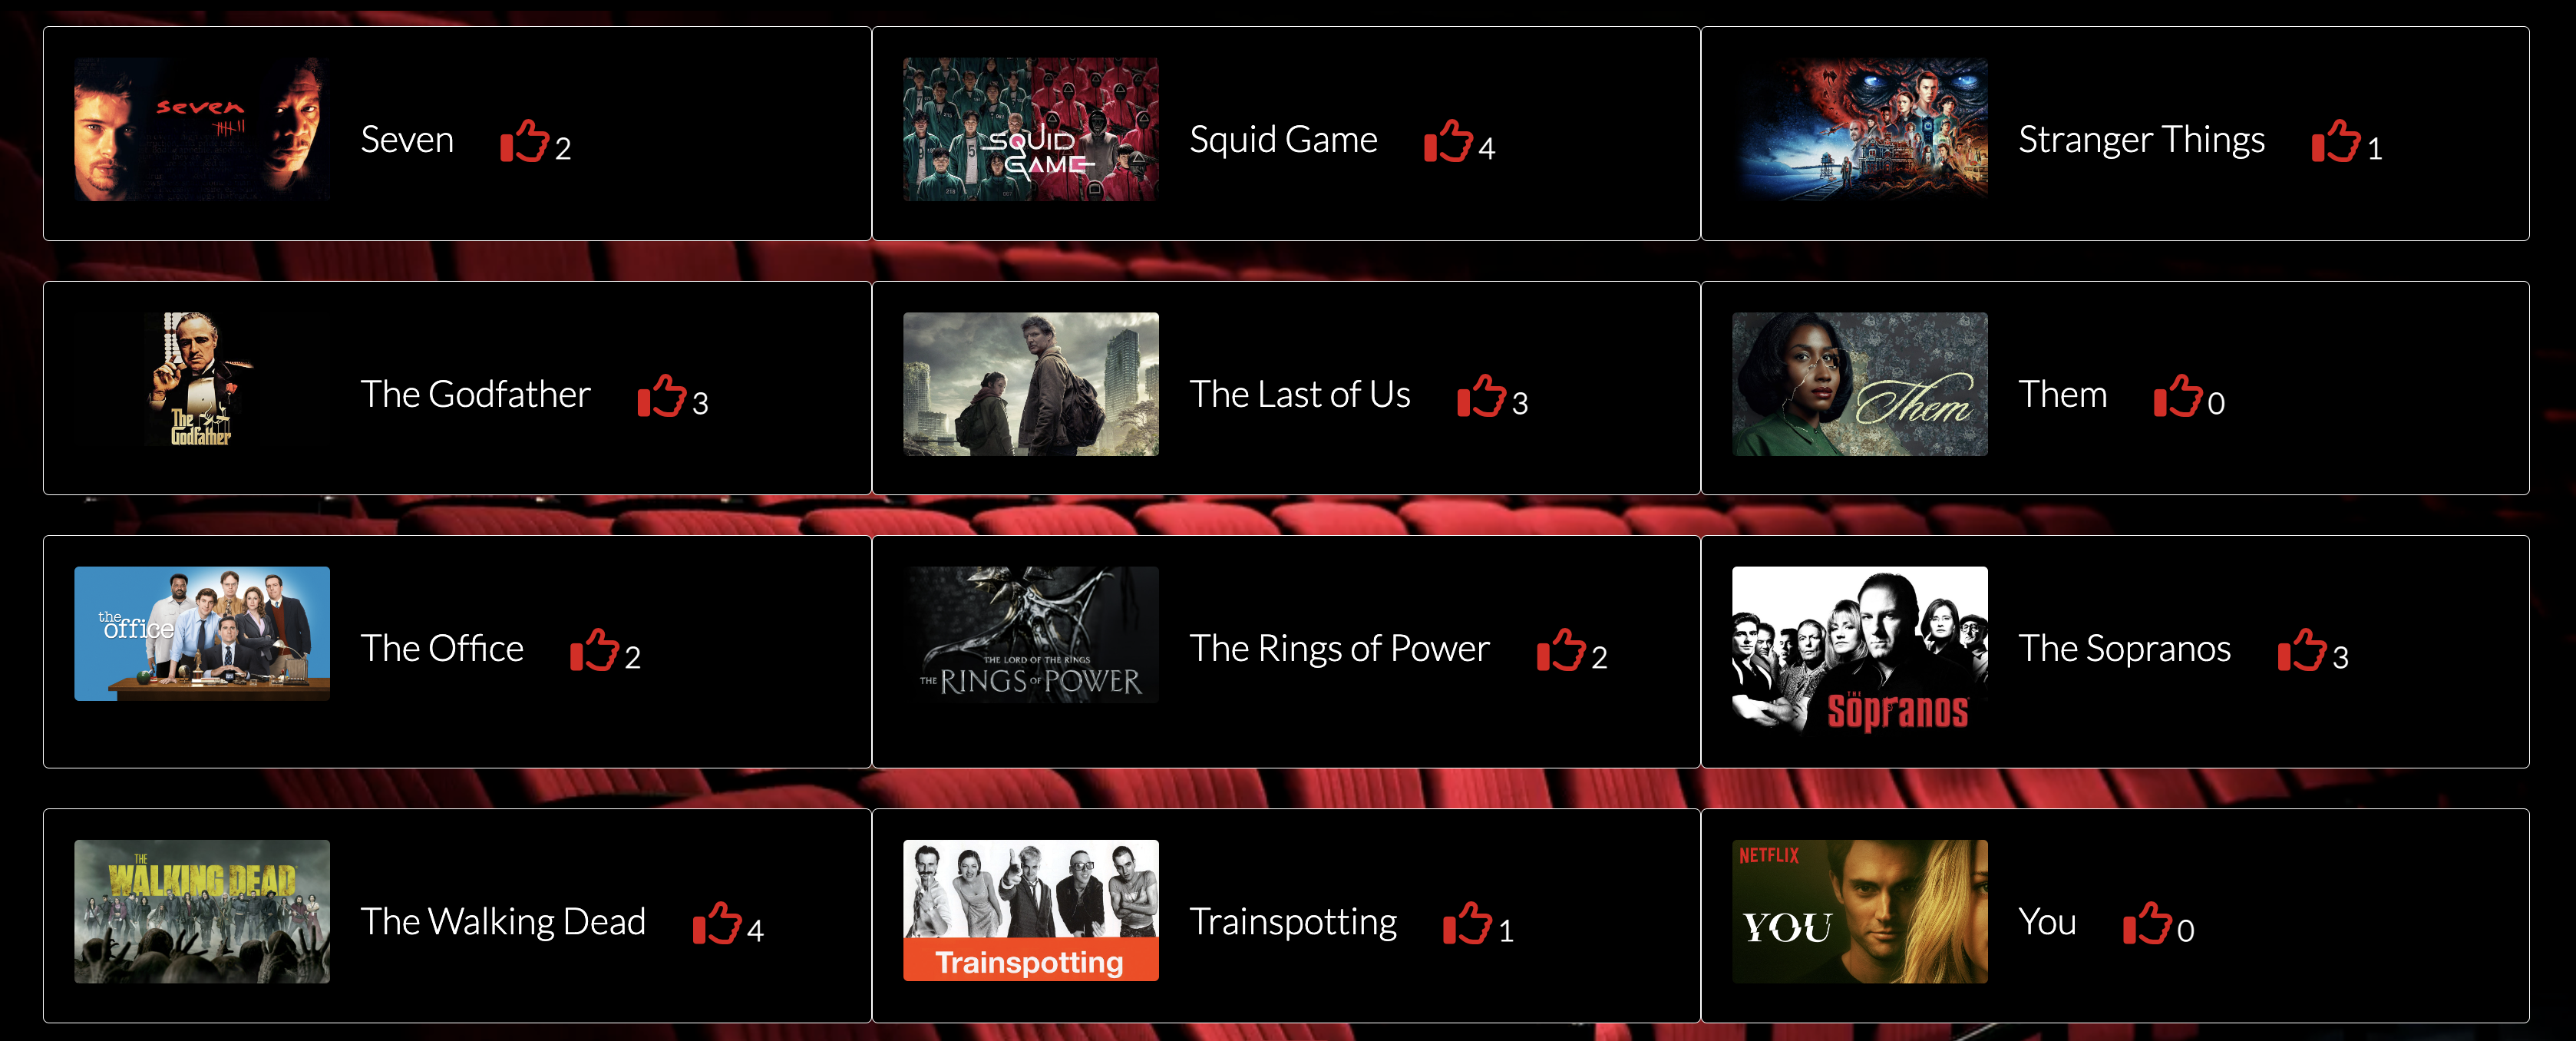 seven
Seven
2
SQUID
GAME
Squid Game
4
Stranger Things
1
The
Godfather
The Godfather
3
The Last of Us
3
Them
Them
0
the
office
The Office
2
THE LORD OF THE RINGS
THE RINGS OF POWER
The Rings of Power
2
THE
Sopranos
The Sopranos
3
THE
WALKING DEAD
The Walking Dead
4
Trainspotting
Trainspotting
1
NETFLIX
YOU
You
0